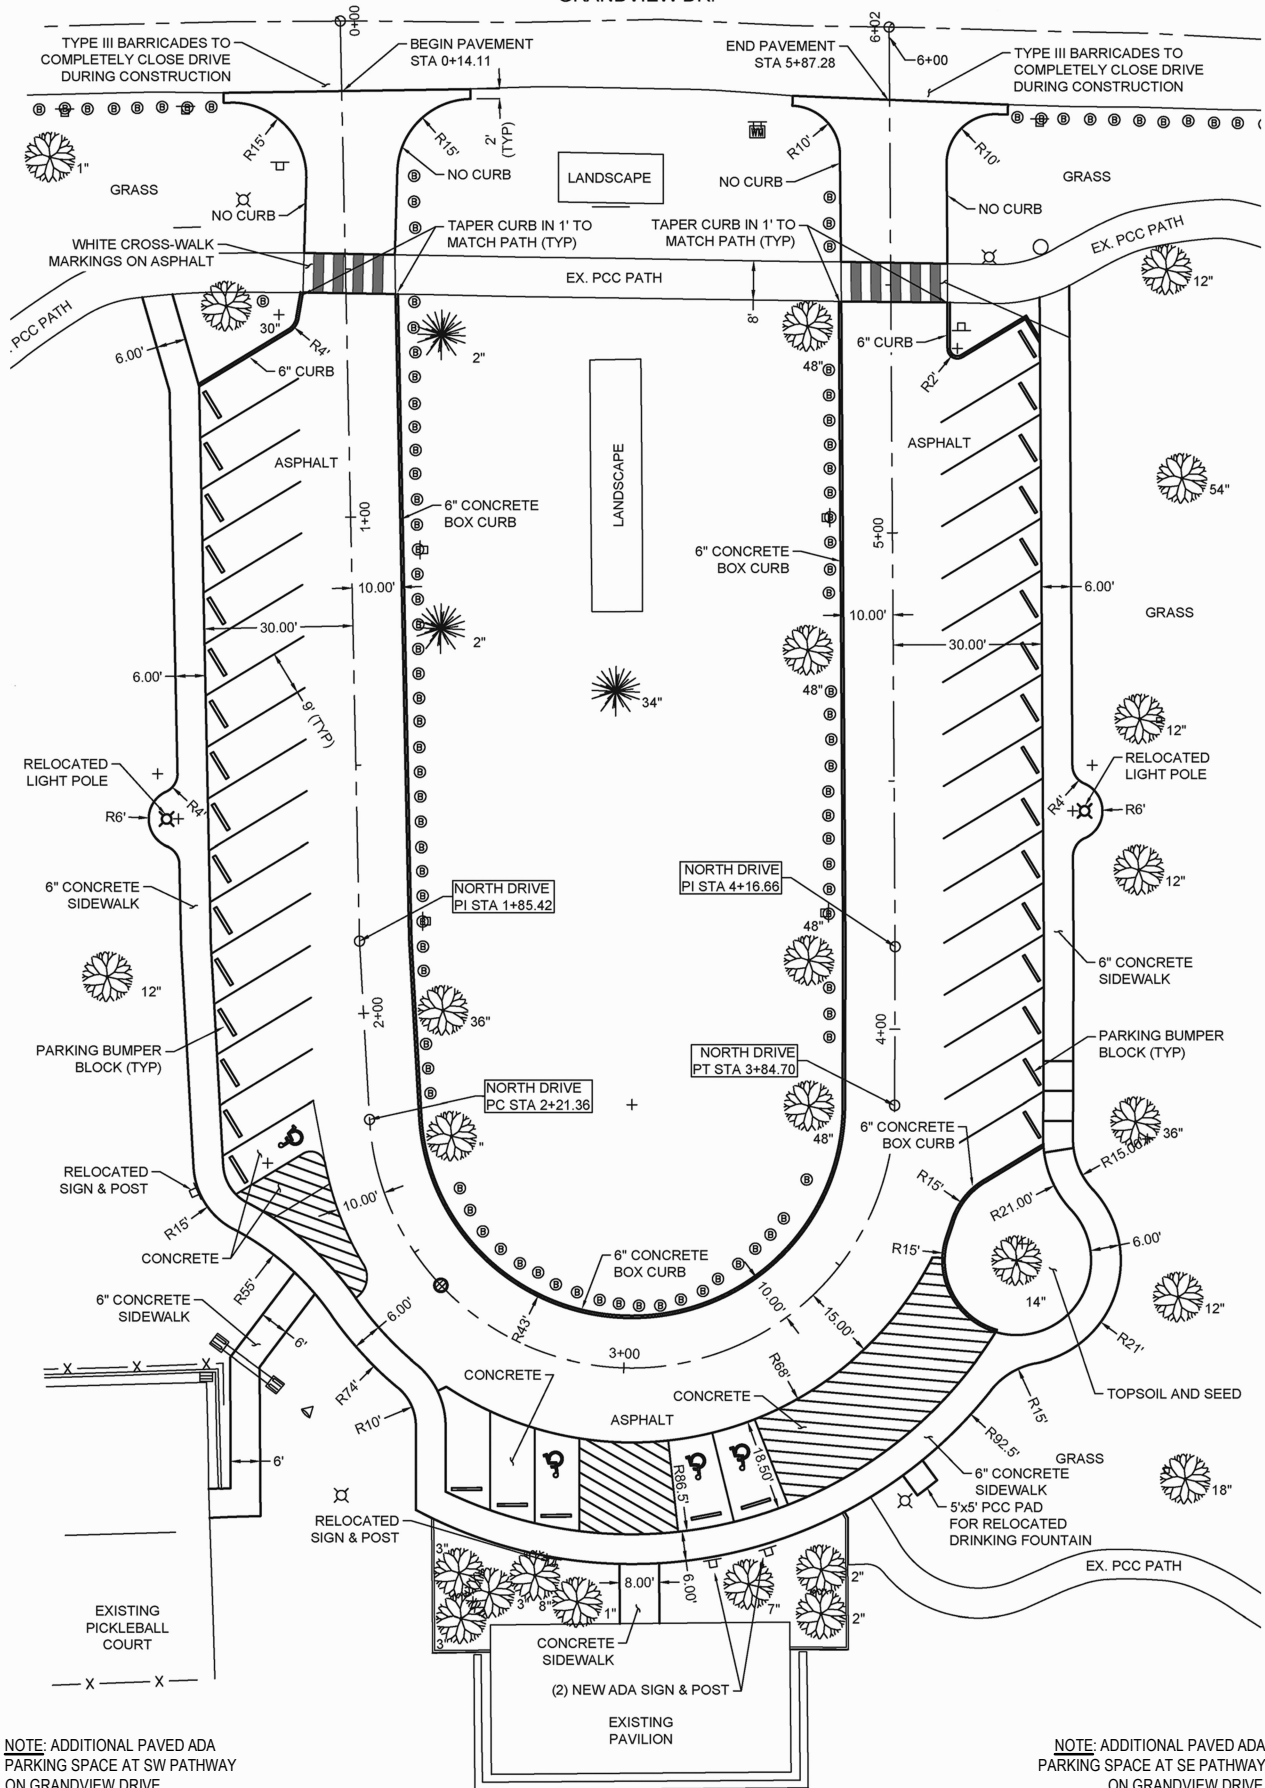 GRANDVIEW DR.
0+00
6+02
6+00
TYPE III BARRICADES TO
COMPLETELY CLOSE DRIVE
DURING CONSTRUCTION
BEGIN PAVEMENT
STA 0+14.11
END PAVEMENT
STA 5+87.28
TYPE III BARRICADES TO
COMPLETELY CLOSE DRIVE
DURING CONSTRUCTION
R15'
R15'
2'
(TYP)
R10'
R10'
1"
GRASS
NO CURB
NO CURB
LANDSCAPE
NO CURB
NO CURB
GRASS
WHITE CROSS-WALK
MARKINGS ON ASPHALT
TAPER CURB IN 1' TO
MATCH PATH (TYP)
TAPER CURB IN 1' TO
MATCH PATH (TYP)
EX. PCC PATH
EX. PCC PATH
PCC PATH
12"
8'
30"
R4'
6" CURB
6.00'
2"
48"
6" CURB
R2'
ASPHALT
ASPHALT
LANDSCAPE
54"
1+00
6" CONCRETE
BOX CURB
5+00
6" CONCRETE
BOX CURB
10.00'
30.00'
10.00'
30.00'
6.00'
GRASS
6.00'
2"
48"
34"
9' (TYP)
12"
RELOCATED
LIGHT POLE
R6'
R4'
RELOCATED
LIGHT POLE
R4'
R6'
6" CONCRETE
SIDEWALK
NORTH DRIVE
PI STA 1+85.42
NORTH DRIVE
PI STA 4+16.66
12"
48"
12"
2+00
36"
4+00
6" CONCRETE
SIDEWALK
PARKING BUMPER
BLOCK (TYP)
NORTH DRIVE
PC STA 2+21.36
NORTH DRIVE
PT STA 3+84.70
PARKING BUMPER
BLOCK (TYP)
"
48"
6" CONCRETE
BOX CURB
36"
R15.00'
RELOCATED
SIGN & POST
R15'
10.00'
R15'
R21.00'
CONCRETE
R55'
6" CONCRETE
BOX CURB
R15'
6.00'
14"
12"
6" CONCRETE
SIDEWALK
6'
6.00'
R43'
10.00'
15.00'
R21'
3+00
R74'
R10'
CONCRETE
R68'
CONCRETE
TOPSOIL AND SEED
R15'
ASPHALT
R92.5'
GRASS
6'
R86.5'
18.50'
6" CONCRETE
SIDEWALK
18"
5'x5' PCC PAD
FOR RELOCATED
DRINKING FOUNTAIN
RELOCATED
SIGN & POST
EX. PCC PATH
3"
3"
8"
1"
3"
8.00'
6.00'
7"
2"
2"
EXISTING
PICKLEBALL
COURT
CONCRETE
SIDEWALK
(2) NEW ADA SIGN & POST
EXISTING
PAVILION
NOTE: ADDITIONAL PAVED ADA
PARKING SPACE AT SW PATHWAY
ON GRANDVIEW DRIVE
NOTE: ADDITIONAL PAVED ADA
PARKING SPACE AT SE PATHWAY
ON GRANDVIEW DRIVE